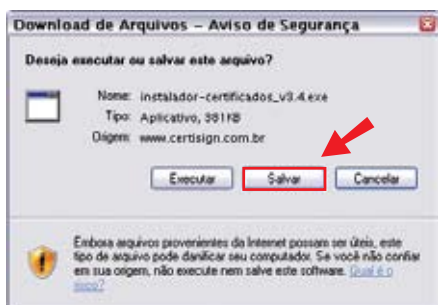 Download de Arquivos – Aviso de Segurança
Deseja executar ou salvar este arquivo?
Nome: instalador-certificados_v3.4.exe
Tipo: Aplicativo, 381KB
Origem: www.certisign.com.br
Executar Salvar Cancelar
Embora arquivos provenientes da Internet possam ser úteis, este
tipo de arquivo pode danificar seu computador. Se você não confiar
em sua origem, não execute nem salve este software. Qual é o
risco?